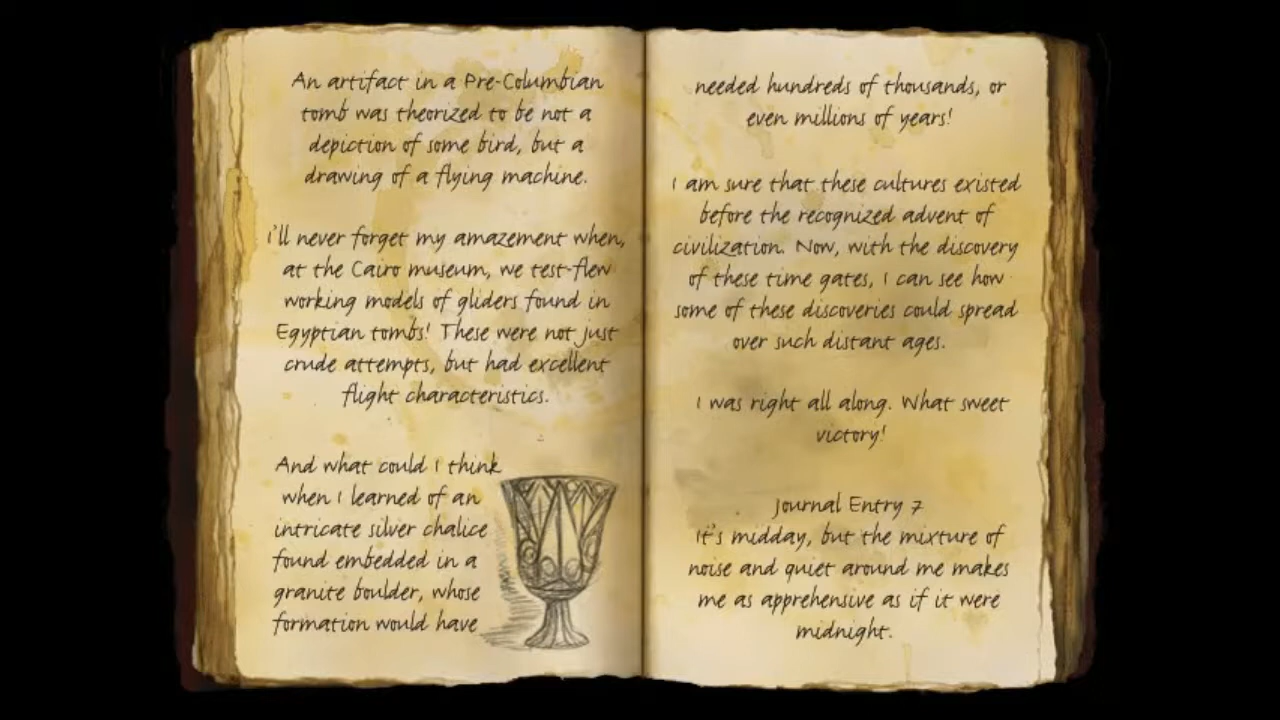 An artifact in a Pre-Columbian
tomb was theorized to be not a
depiction of some bird, but a
drawing of a flying machine.
I'll never forget my amazement when,
at the Cairo museum, we test-flew
working models of gliders found in
Egyptian tombs! These were not just
crude attempts, but had excellent
flight characteristics.
And what could I think
when I learned of an
intricate silver chalice
found embedded in a
granite boulder, whose
formation would have
needed hundreds of thousands, or
even millions of years!
I am sure that these cultures existed
before the recognized advent of
civilization. Now, with the discovery
of these time gates, I can see how
some of these discoveries could spread
over such distant ages.
I was right all along. What sweet
victory!
Journal Entry 7
It's midday, but the mixture of
noise and quiet around me makes
me as apprehensive as if it were
midnight.